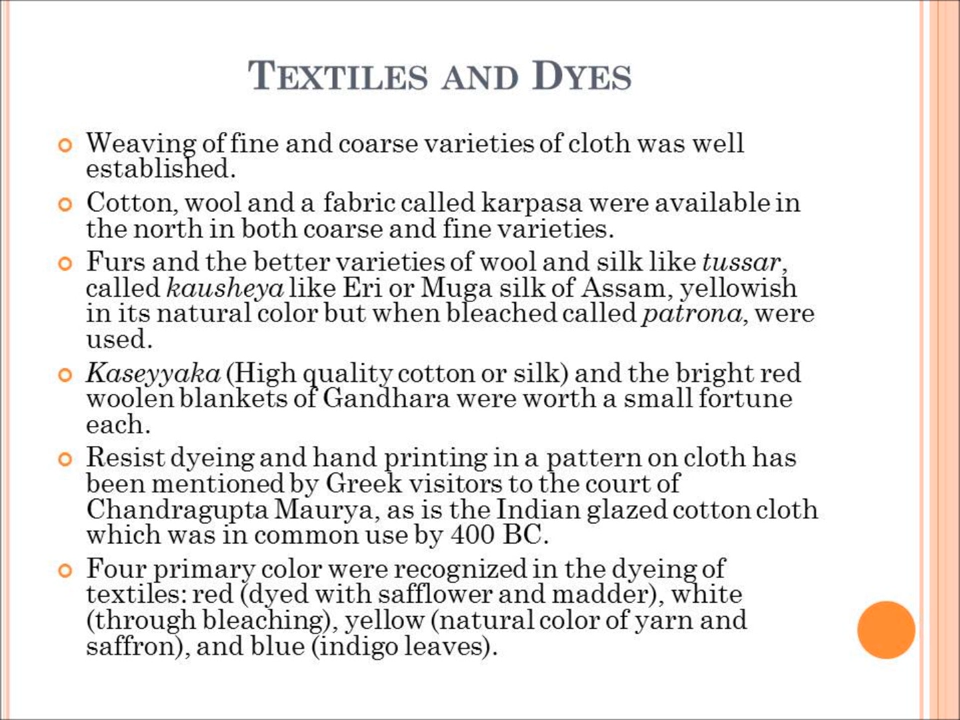 TEXTILES AND DYES
Weaving of fine and coarse varieties of cloth was well
established.
Cotton, wool and a fabric called karpasa were available in
the north in both coarse and fine varieties.
Furs and the better varieties of wool and silk like tussar,
called kausheya like Eri or Muga silk of Assam, yellowish
in its natural color but when bleached called patrona, were
used.
Kaseyyaka (High quality cotton or silk) and the bright red
woolen blankets of Gandhara were worth a small fortune
each.
Resist dyeing and hand printing in a pattern on cloth has
been mentioned by Greek visitors to the court of
Chandragupta Maurya, as is the Indian glazed cotton cloth
which was in common use by 400 BC.
Four primary color were recognized in the dyeing of
textiles: red (dyed with safflower and madder), white
(through bleaching), yellow (natural color of yarn and
saffron), and blue (indigo leaves).